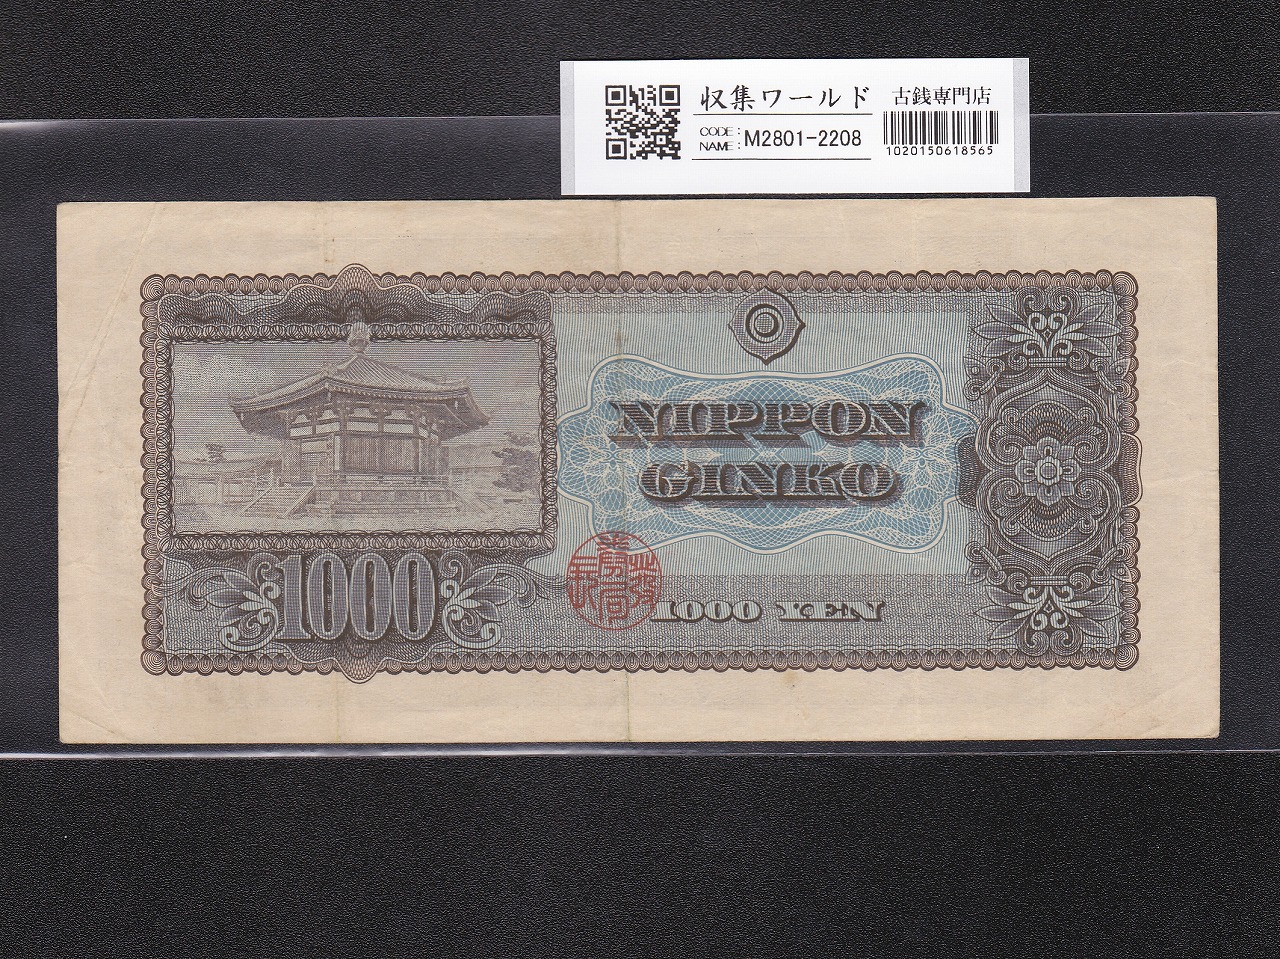 収集ワールド 古銭専門店
CODE:
NAME: M2801-2208
1020150618565
NIPPON
GINKO
1000
1000 YEN